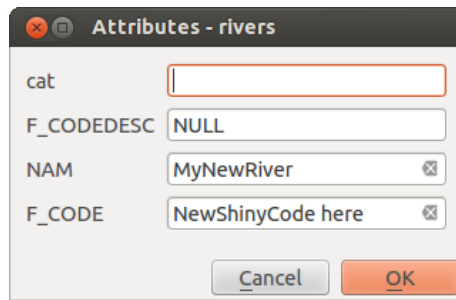 Attributes - rivers
cat
F_CODEDESC NULL
NAM MyNewRiver
F_CODE NewShinyCode here
Cancel OK